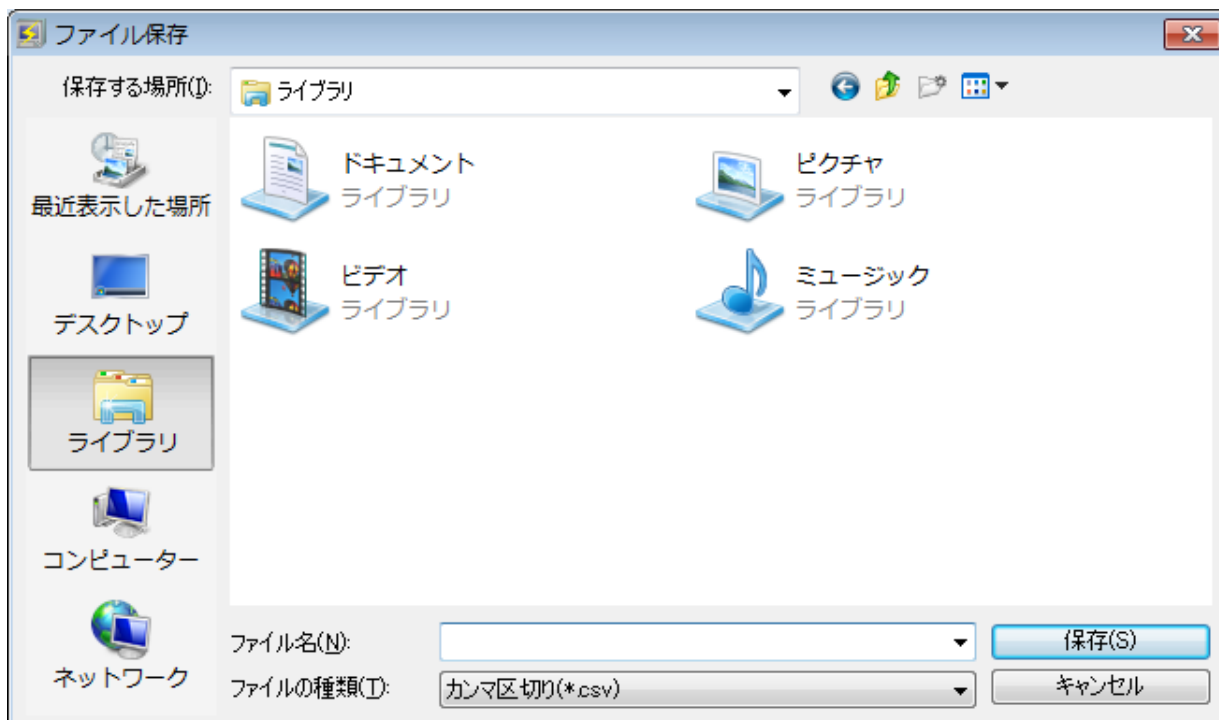 ファイル保存
保存する場所(I):
ライブラリ
最近表示した場所
デスクトップ
ライブラリ
コンピューター
ネットワーク
ドキュメント
ライブラリ
ピクチャ
ライブラリ
ビデオ
ライブラリ
ミュージック
ライブラリ
ファイル名(N):
保存(S)
ファイルの種類(T):
カンマ区切り(*.csv)
キャンセル